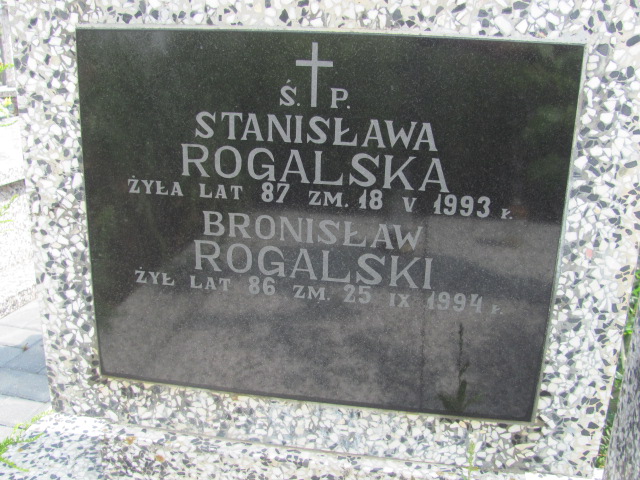 Ś. P.
STANISŁAWA
ROGALSKA
ŻYŁA LAT 87 ZM. 18 V 1993 R.
BRONISŁAW
ROGALSKI
ŻYŁ LAT 86 ZM. 25 IX 1994 R.